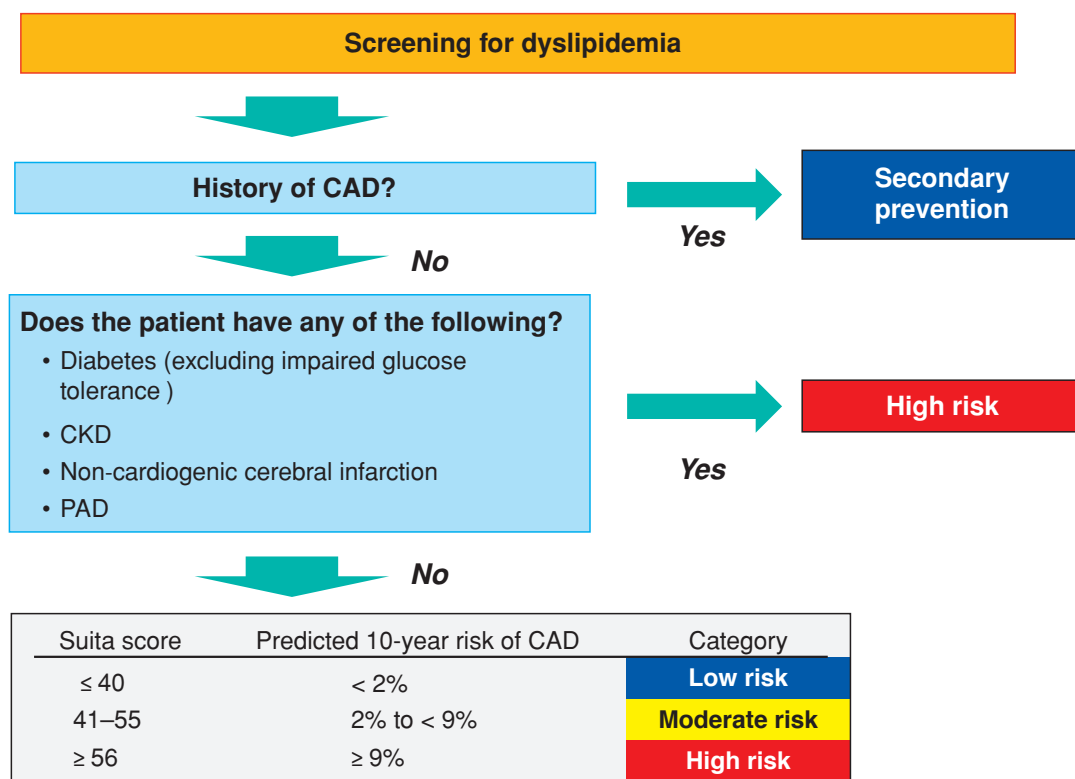 Screening for dyslipidemia
History of CAD?
Yes
Secondary
prevention
No
Does the patient have any of the following?
• Diabetes (excluding impaired glucose
tolerance )
• CKD
• Non-cardiogenic cerebral infarction
• PAD
Yes
High risk
No
Suita score Predicted 10-year risk of CAD Category
≤ 40 < 2% Low risk
41–55 2% to < 9% Moderate risk
≥ 56 ≥ 9% High risk